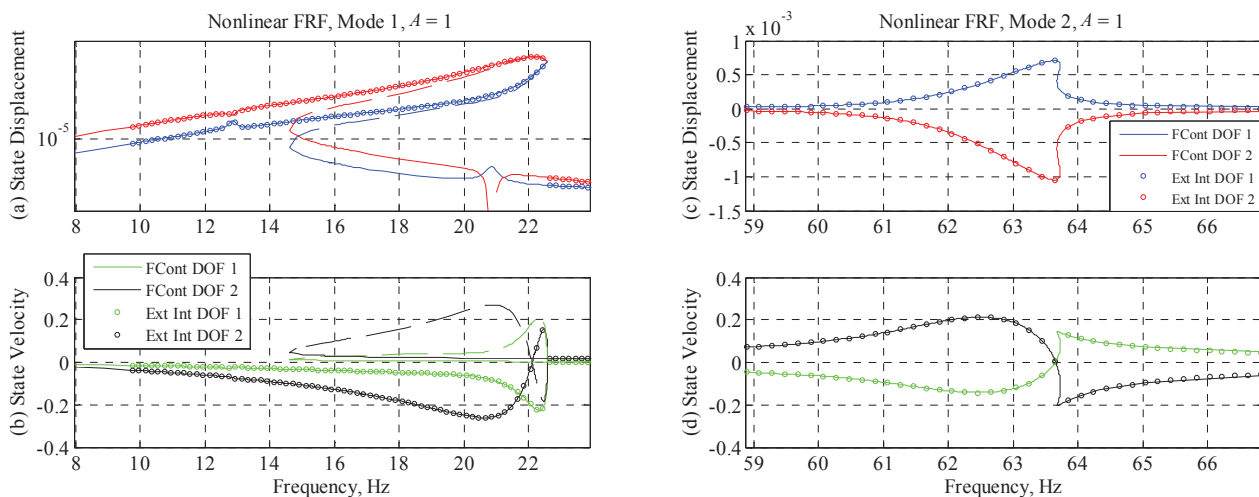 Nonlinear FRF, Mode 1, A = 1
(a) State Displacement
10^-5
8 10 12 14 16 18 20 22
(b) State Velocity
0.4
0.2
0
-0.2
-0.4
FCont DOF 1
FCont DOF 2
Ext Int DOF 1
Ext Int DOF 2
8 10 12 14 16 18 20 22
Frequency, Hz
Nonlinear FRF, Mode 2, A = 1
x 10^-3
(c) State Displacement
1
0.5
0
-0.5
-1
-1.5
FCont DOF 1
FCont DOF 2
Ext Int DOF 1
Ext Int DOF 2
59 60 61 62 63 64 65 66
(d) State Velocity
0.4
0.2
0
-0.2
-0.4
59 60 61 62 63 64 65 66
Frequency, Hz